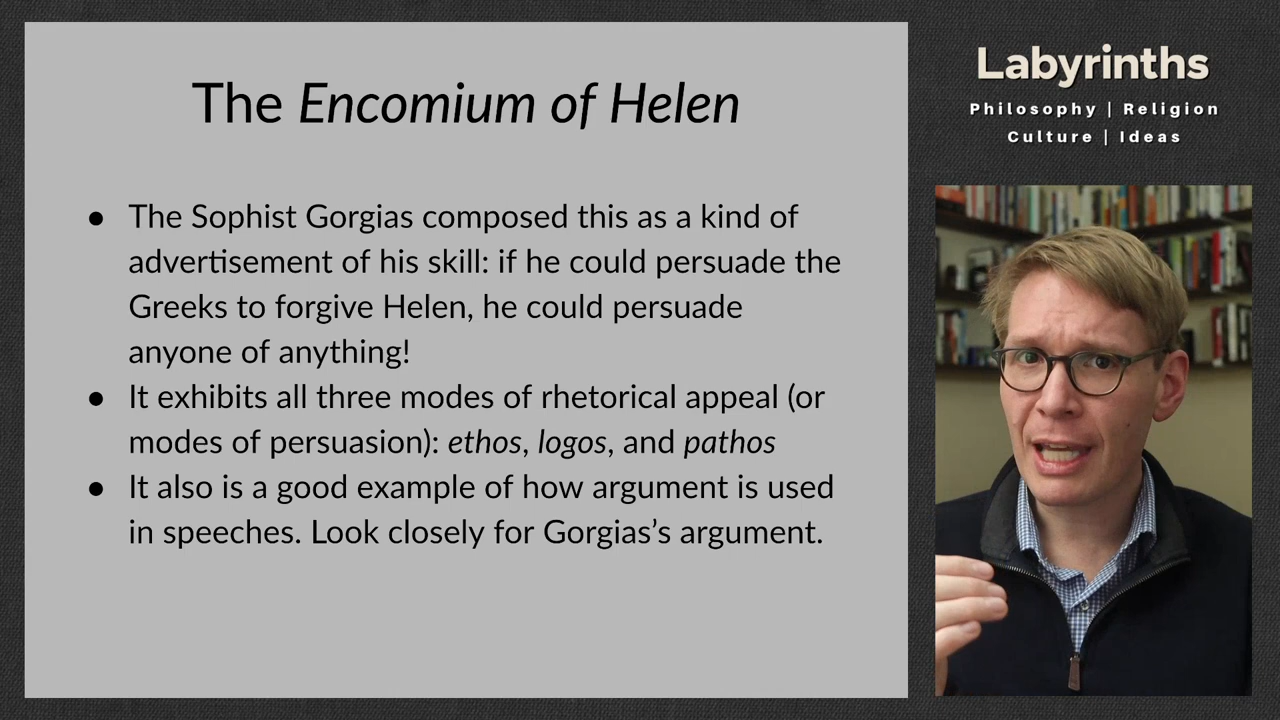 The Encomium of Helen
● The Sophist Gorgias composed this as a kind of
advertisement of his skill: if he could persuade the
Greeks to forgive Helen, he could persuade
anyone of anything!
● It exhibits all three modes of rhetorical appeal (or
modes of persuasion): ethos, logos, and pathos
● It also is a good example of how argument is used
in speeches. Look closely for Gorgias’s argument.
Labyrinths
Philosophy | Religion
Culture | Ideas